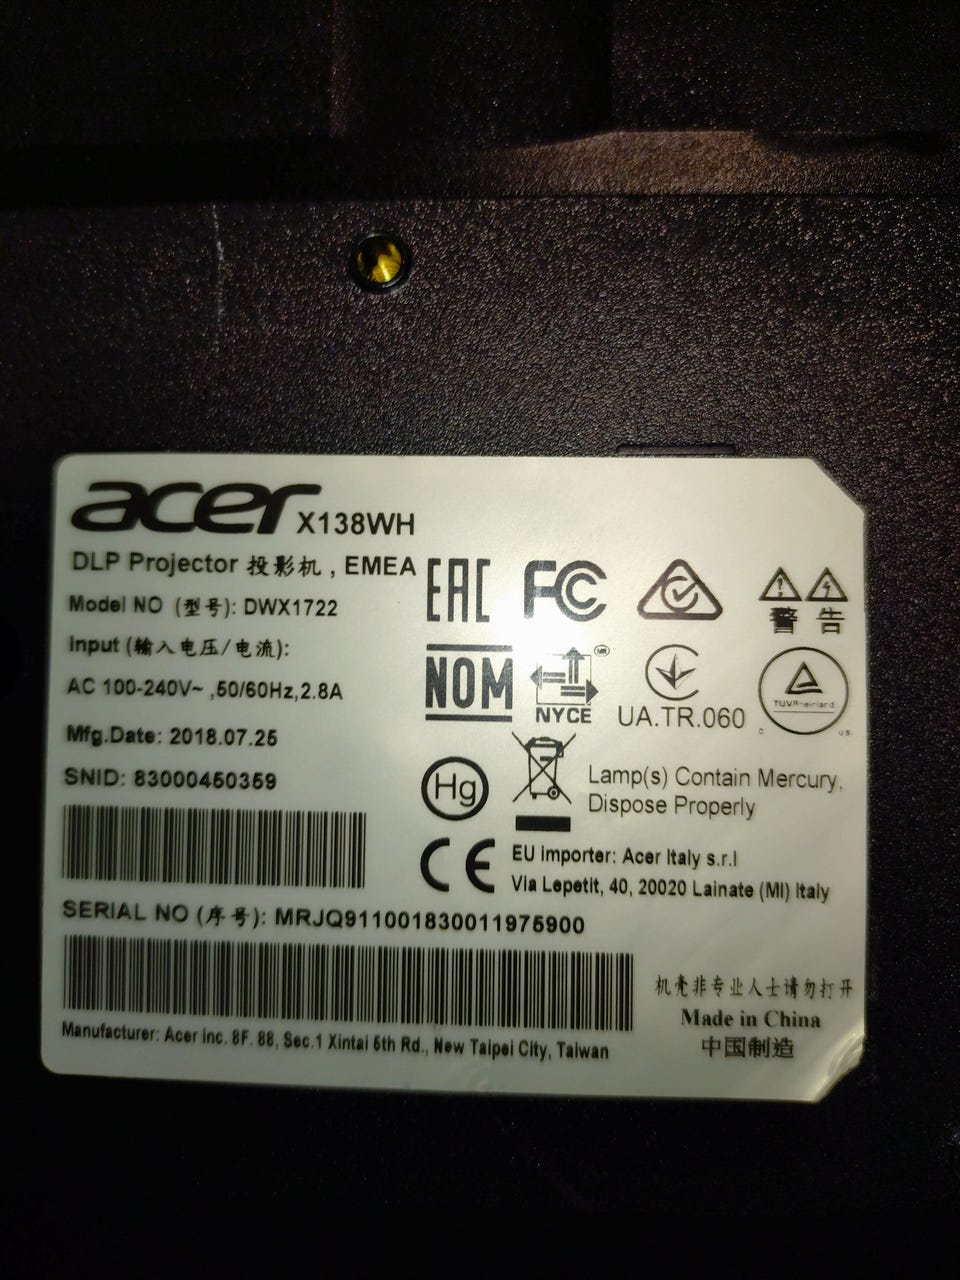 acer X138WH
DLP Projector 投影机 , EMEA
Model NO (型号): DWX1722
Input (输入电压/电流):
AC 100-240V~ ,50/60Hz,2.8A
Mfg.Date: 2018.07.25
SNID: 83000450359
SERIAL NO (序号): MRJQ911001830011975900
Manufacturer: Acer Inc. 8F. 88, Sec.1 Xintai 5th Rd., New Taipei City, Taiwan
EAC FC
警告
NOM NYCE UA.TR.060
TUVRheinland
C US
Hg
Lamp(s) Contain Mercury,
Dispose Properly
CE
EU Importer: Acer Italy s.r.l
Via Lepetit, 40, 20020 Lainate (MI) Italy
机壳非专业人士请勿打开
Made in China
中国制造